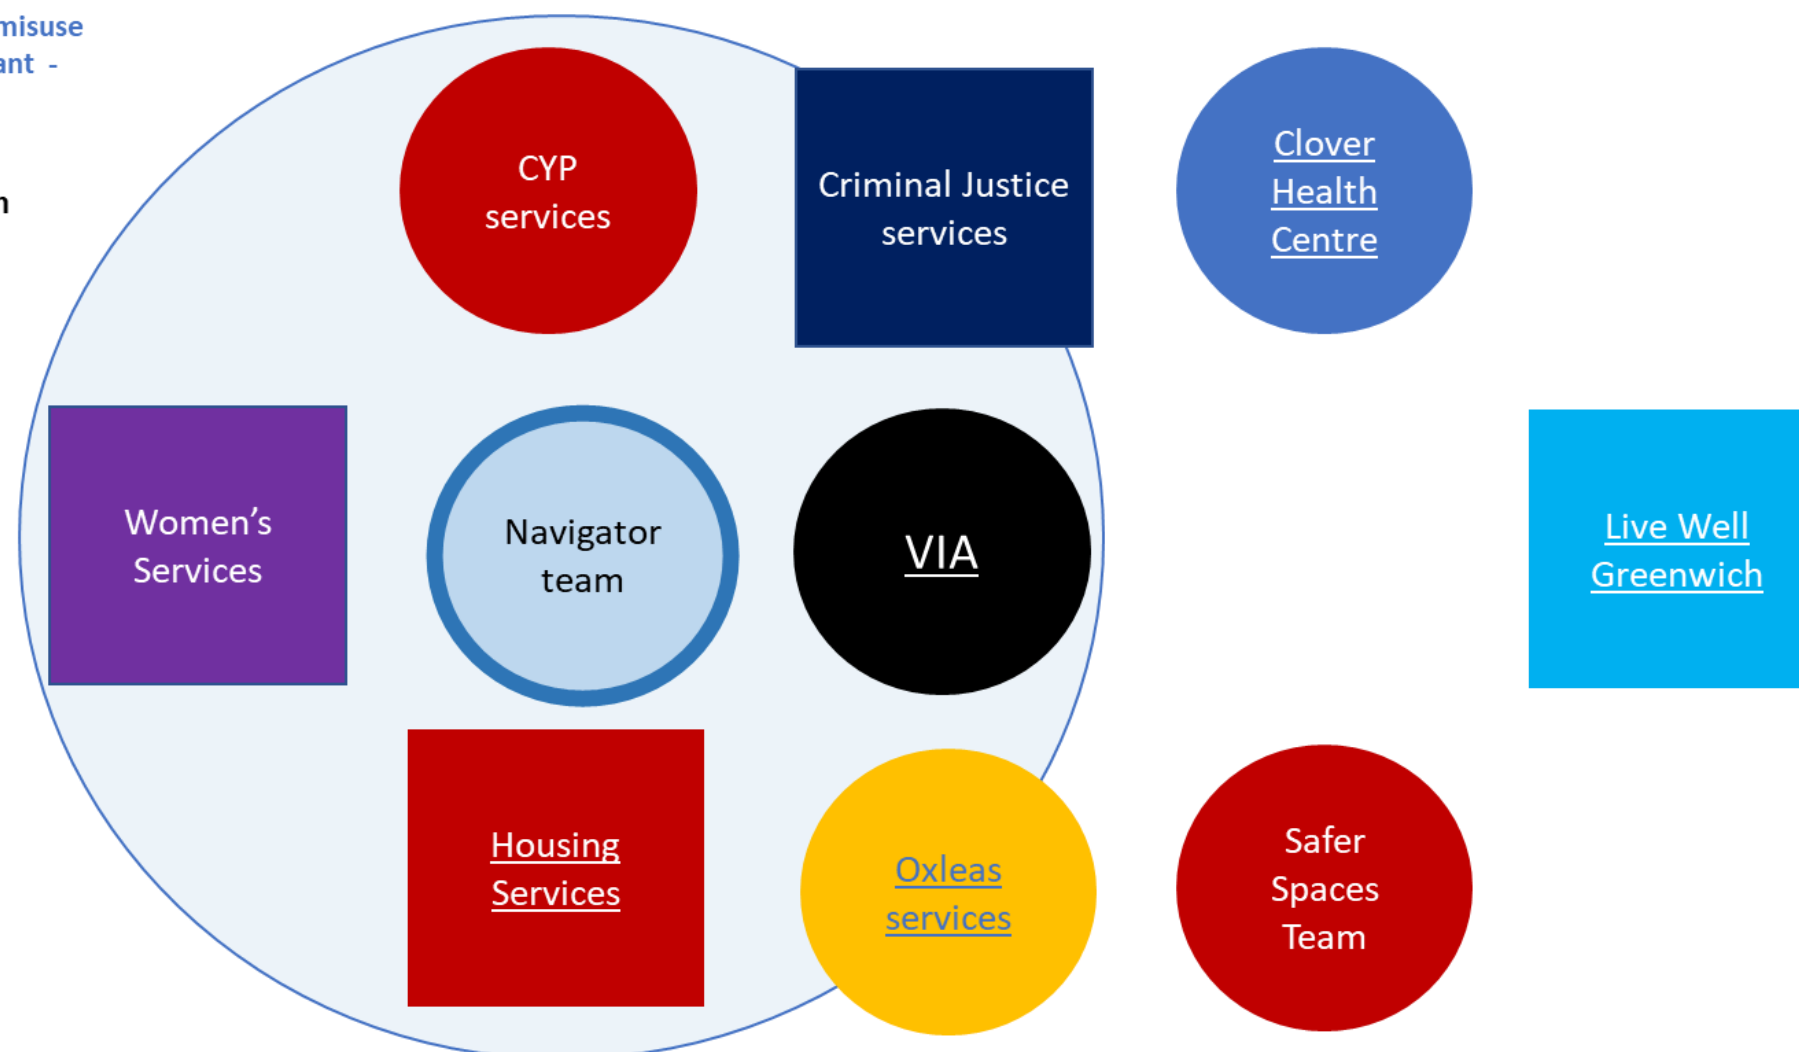 misuse
ant -
n
CYP
services
Criminal Justice
services
Clover
Health
Centre
Women's
Services
Navigator
team
VIA
Live Well
Greenwich
Housing
Services
Oxleas
services
Safer
Spaces
Team